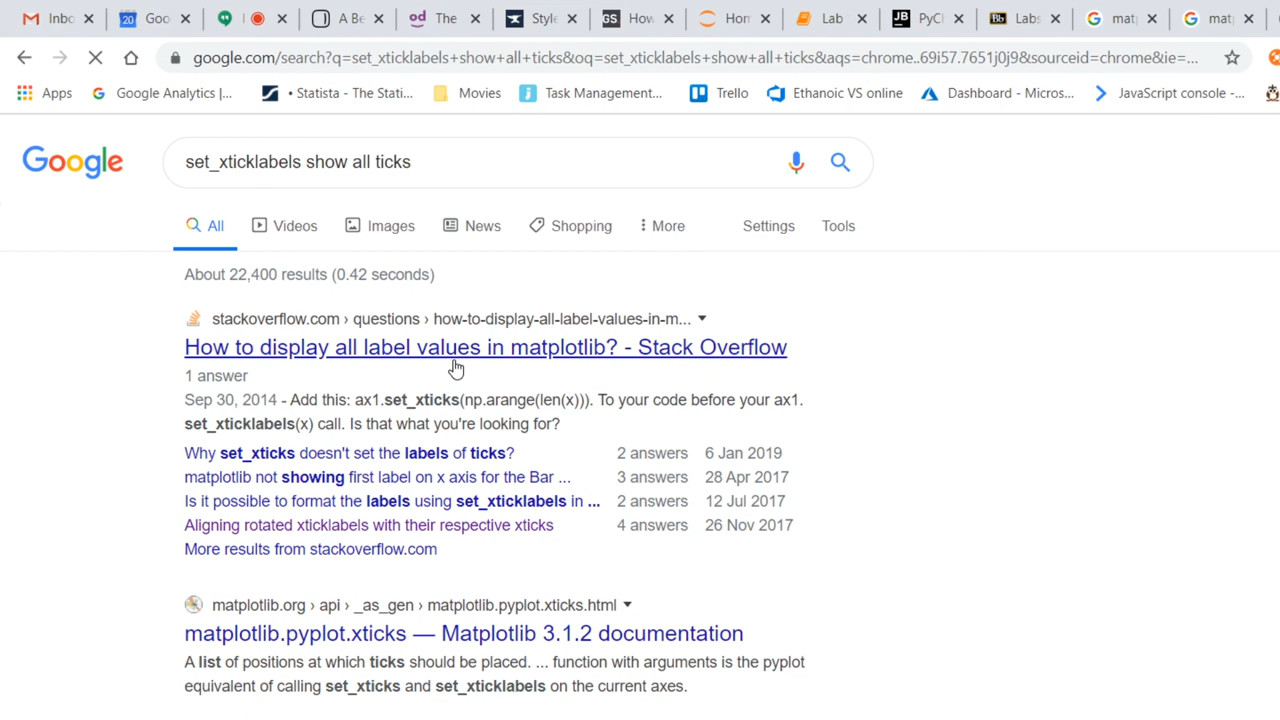 Inbo
Goo
I
A Be
The
Style
How
Hom
Lab
PyCh
Labs
mat
mat
google.com/search?q=set_xticklabels+show+all+ticks&oq=set_xticklabels+show+all+ticks&aqs=chrome..69i57.7651j0j9&sourceid=chrome&ie=...
Apps
Google Analytics |...
• Statista - The Stati...
Movies
Task Management...
Trello
Ethanoic VS online
Dashboard - Micros...
JavaScript console -...
Google
set_xticklabels show all ticks
All Videos Images News Shopping More Settings Tools
About 22,400 results (0.42 seconds)
stackoverflow.com › questions › how-to-display-all-label-values-in-m...
How to display all label values in matplotlib? - Stack Overflow
1 answer
Sep 30, 2014 - Add this: ax1.set_xticks(np.arange(len(x))). To your code before your ax1.
set_xticklabels(x) call. Is that what you're looking for?
Why set_xticks doesn't set the labels of ticks? 2 answers 6 Jan 2019
matplotlib not showing first label on x axis for the Bar ... 3 answers 28 Apr 2017
Is it possible to format the labels using set_xticklabels in ... 2 answers 12 Jul 2017
Aligning rotated xticklabels with their respective xticks 4 answers 26 Nov 2017
More results from stackoverflow.com
matplotlib.org › api › _as_gen › matplotlib.pyplot.xticks.html
matplotlib.pyplot.xticks — Matplotlib 3.1.2 documentation
A list of positions at which ticks should be placed. ... function with arguments is the pyplot
equivalent of calling set_xticks and set_xticklabels on the current axes.